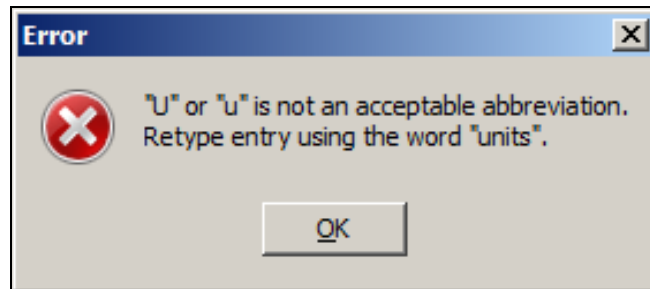 Error
"U" or "u" is not an acceptable abbreviation.
Retype entry using the word "units".
OK